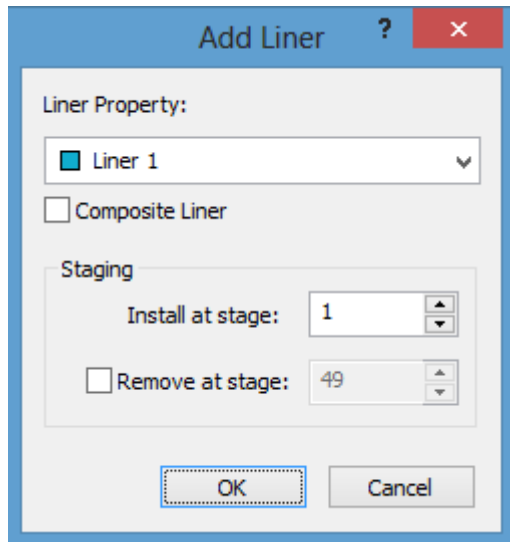 Add Liner ?
Liner Property:
Liner 1
Composite Liner
Staging
Install at stage: 1
Remove at stage: 49
OK Cancel